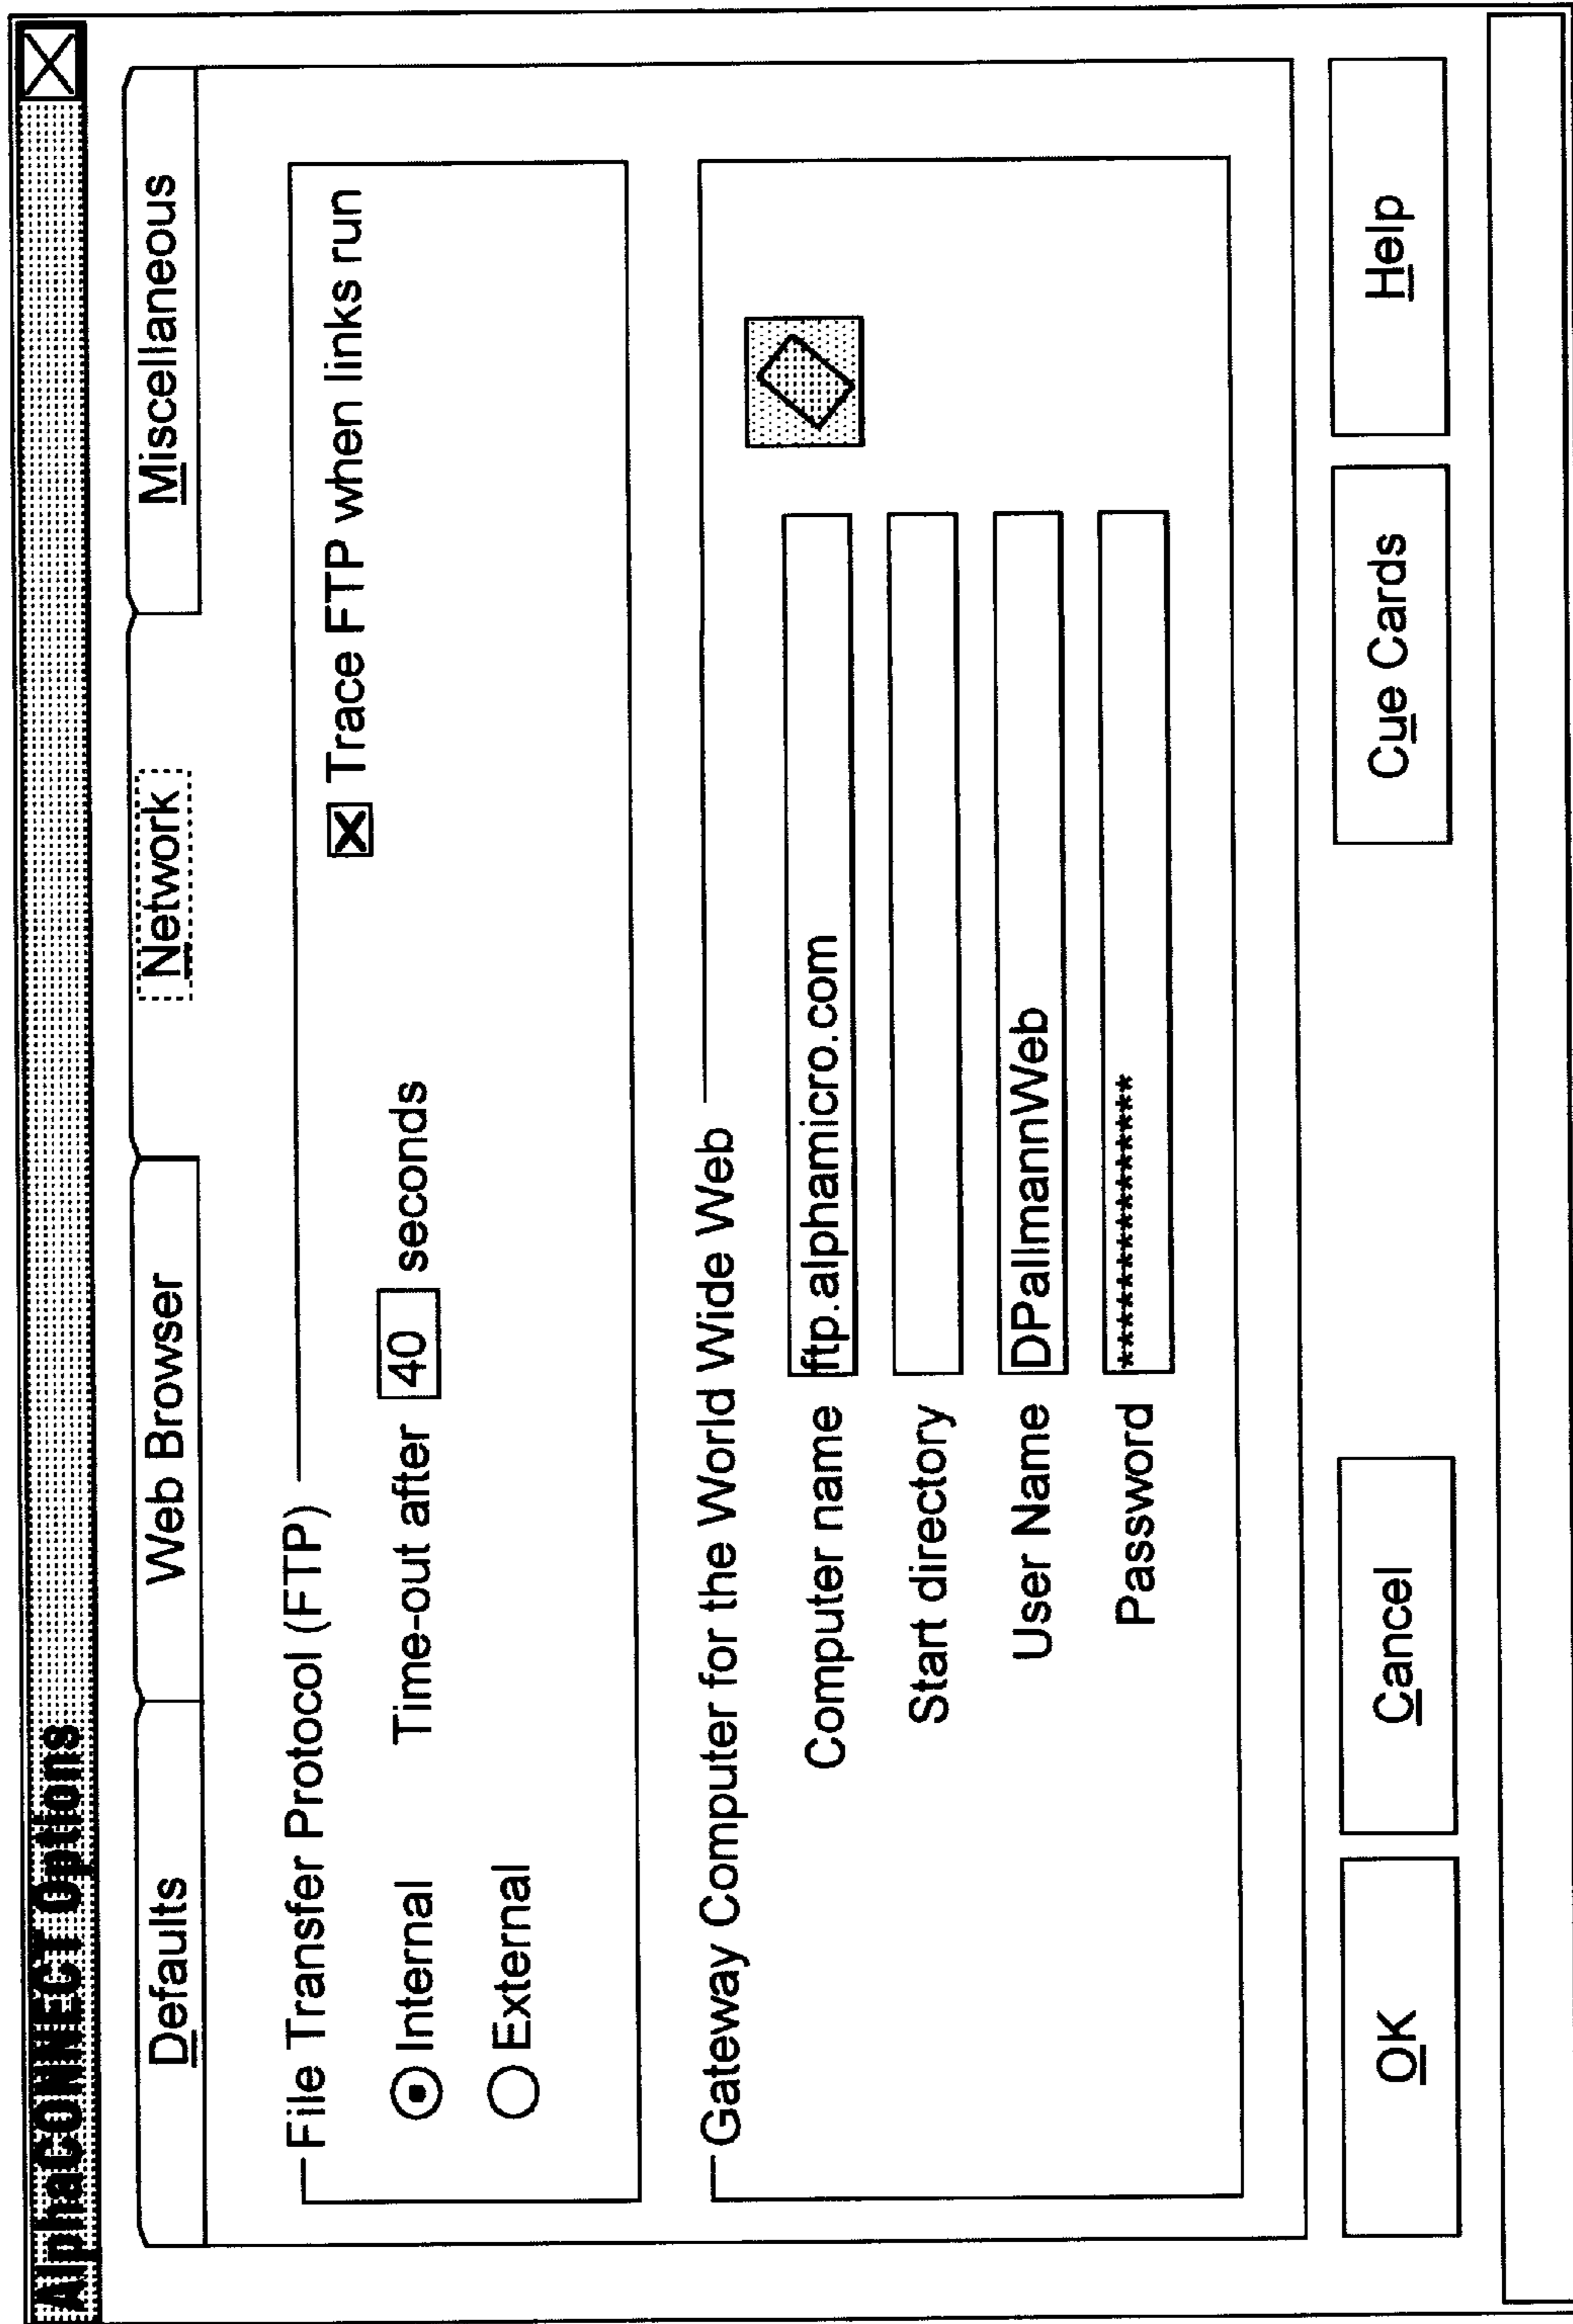 AlphaCONNECT Options
Defaults Web Browser Network Miscellaneous
File Transfer Protocol (FTP)
Trace FTP when links run
Internal Time-out after 40 seconds
External
Gateway Computer for the World Wide Web
Computer name ftp.alphamicro.com
Start directory
User Name DPallmannWeb
Password **************
OK Cancel Cue Cards Help